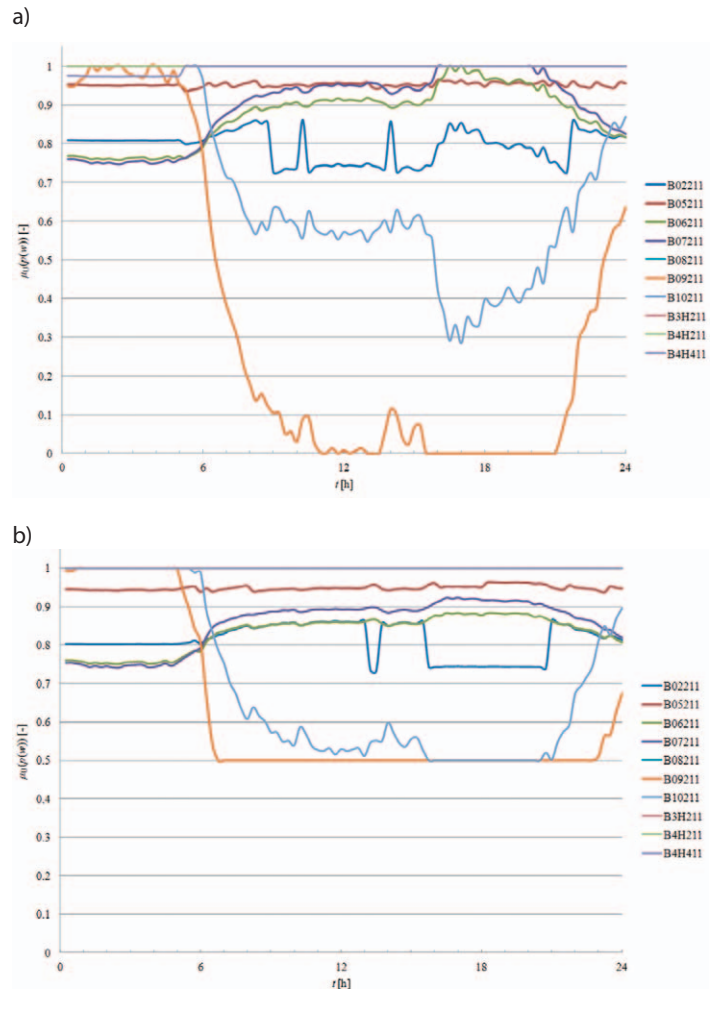 a)
1
0.9
0.8
0.7
0.6
0.5
0.4
0.3
0.2
0.1
0
0 6 12 18 24
t [h]
μ₀(p(w)) [-]
B02211
B05211
B06211
B07211
B08211
B09211
B10211
B3H211
B4H211
B4H411
b)
1
0.9
0.8
0.7
0.6
0.5
0.4
0.3
0.2
0.1
0
0 6 12 18 24
t [h]
μ₀(p(w)) [-]
B02211
B05211
B06211
B07211
B08211
B09211
B10211
B3H211
B4H211
B4H411